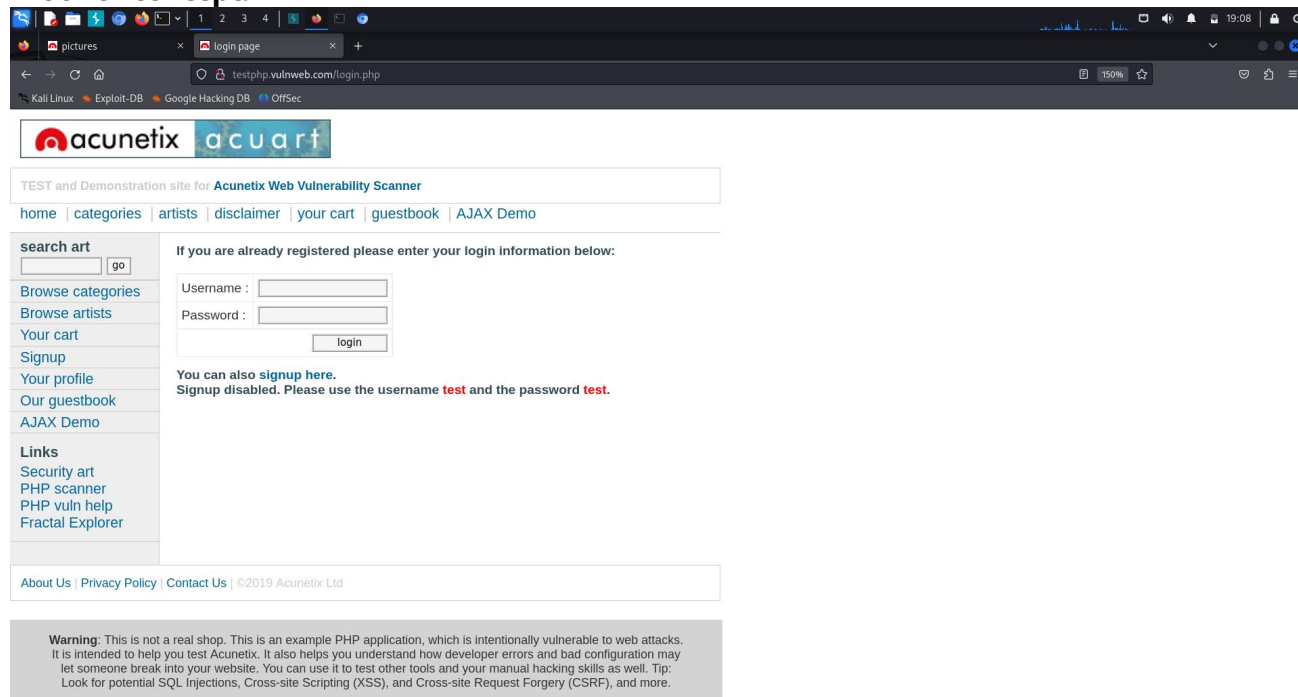 1 2 3 4
19:08
pictures
login page
testphp.vulnweb.com/login.php
150%
Kali Linux Exploit-DB Google Hacking DB OffSec
acunetix acuart
TEST and Demonstration site for Acunetix Web Vulnerability Scanner
home | categories | artists | disclaimer | your cart | guestbook | AJAX Demo
search art
go
Browse categories
Browse artists
Your cart
Signup
Your profile
Our guestbook
AJAX Demo
Links
Security art
PHP scanner
PHP vuln help
Fractal Explorer
If you are already registered please enter your login information below:
Username :
Password :
login
You can also signup here.
Signup disabled. Please use the username test and the password test.
About Us | Privacy Policy | Contact Us | ©2019 Acunetix Ltd
Warning: This is not a real shop. This is an example PHP application, which is intentionally vulnerable to web attacks.
It is intended to help you test Acunetix. It also helps you understand how developer errors and bad configuration may
let someone break into your website. You can use it to test other tools and your manual hacking skills as well. Tip:
Look for potential SQL Injections, Cross-site Scripting (XSS), and Cross-site Request Forgery (CSRF), and more.